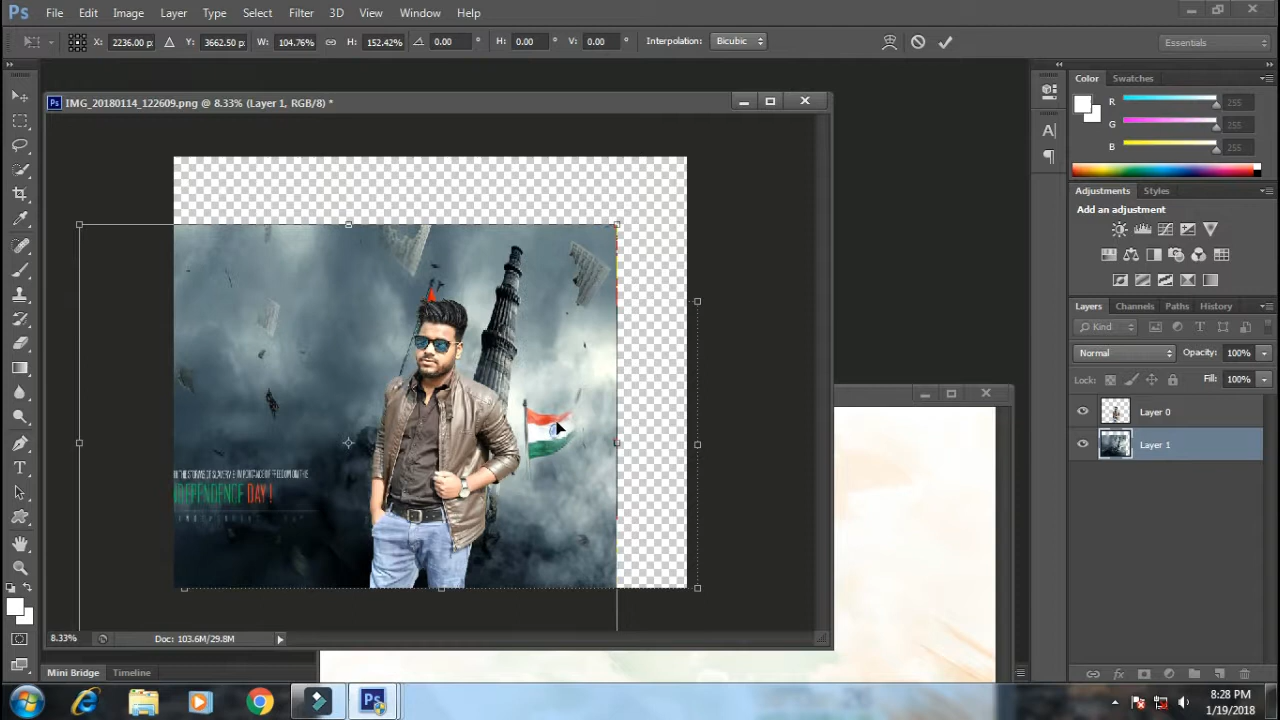 Ps File Edit Image Layer Type Select Filter 3D View Window Help
X: 2236.00 px Y: 3662.50 px W: 104.76% H: 152.42% 0.00 ° H: 0.00 ° V: 0.00 ° Interpolation: Bicubic Essentials
IMG_20180114_122609.png @ 8.33% (Layer 1, RGB/8) *
Color Swatches
R 255
G 255
B 255
Adjustments Styles
Add an adjustment
Layers Channels Paths History
Kind
Normal Opacity: 100%
Lock: Fill: 100%
Layer 0
Layer 1
DAY !
8.33% Doc: 103.6M/29.8M
Mini Bridge Timeline
8:28 PM
1/19/2018